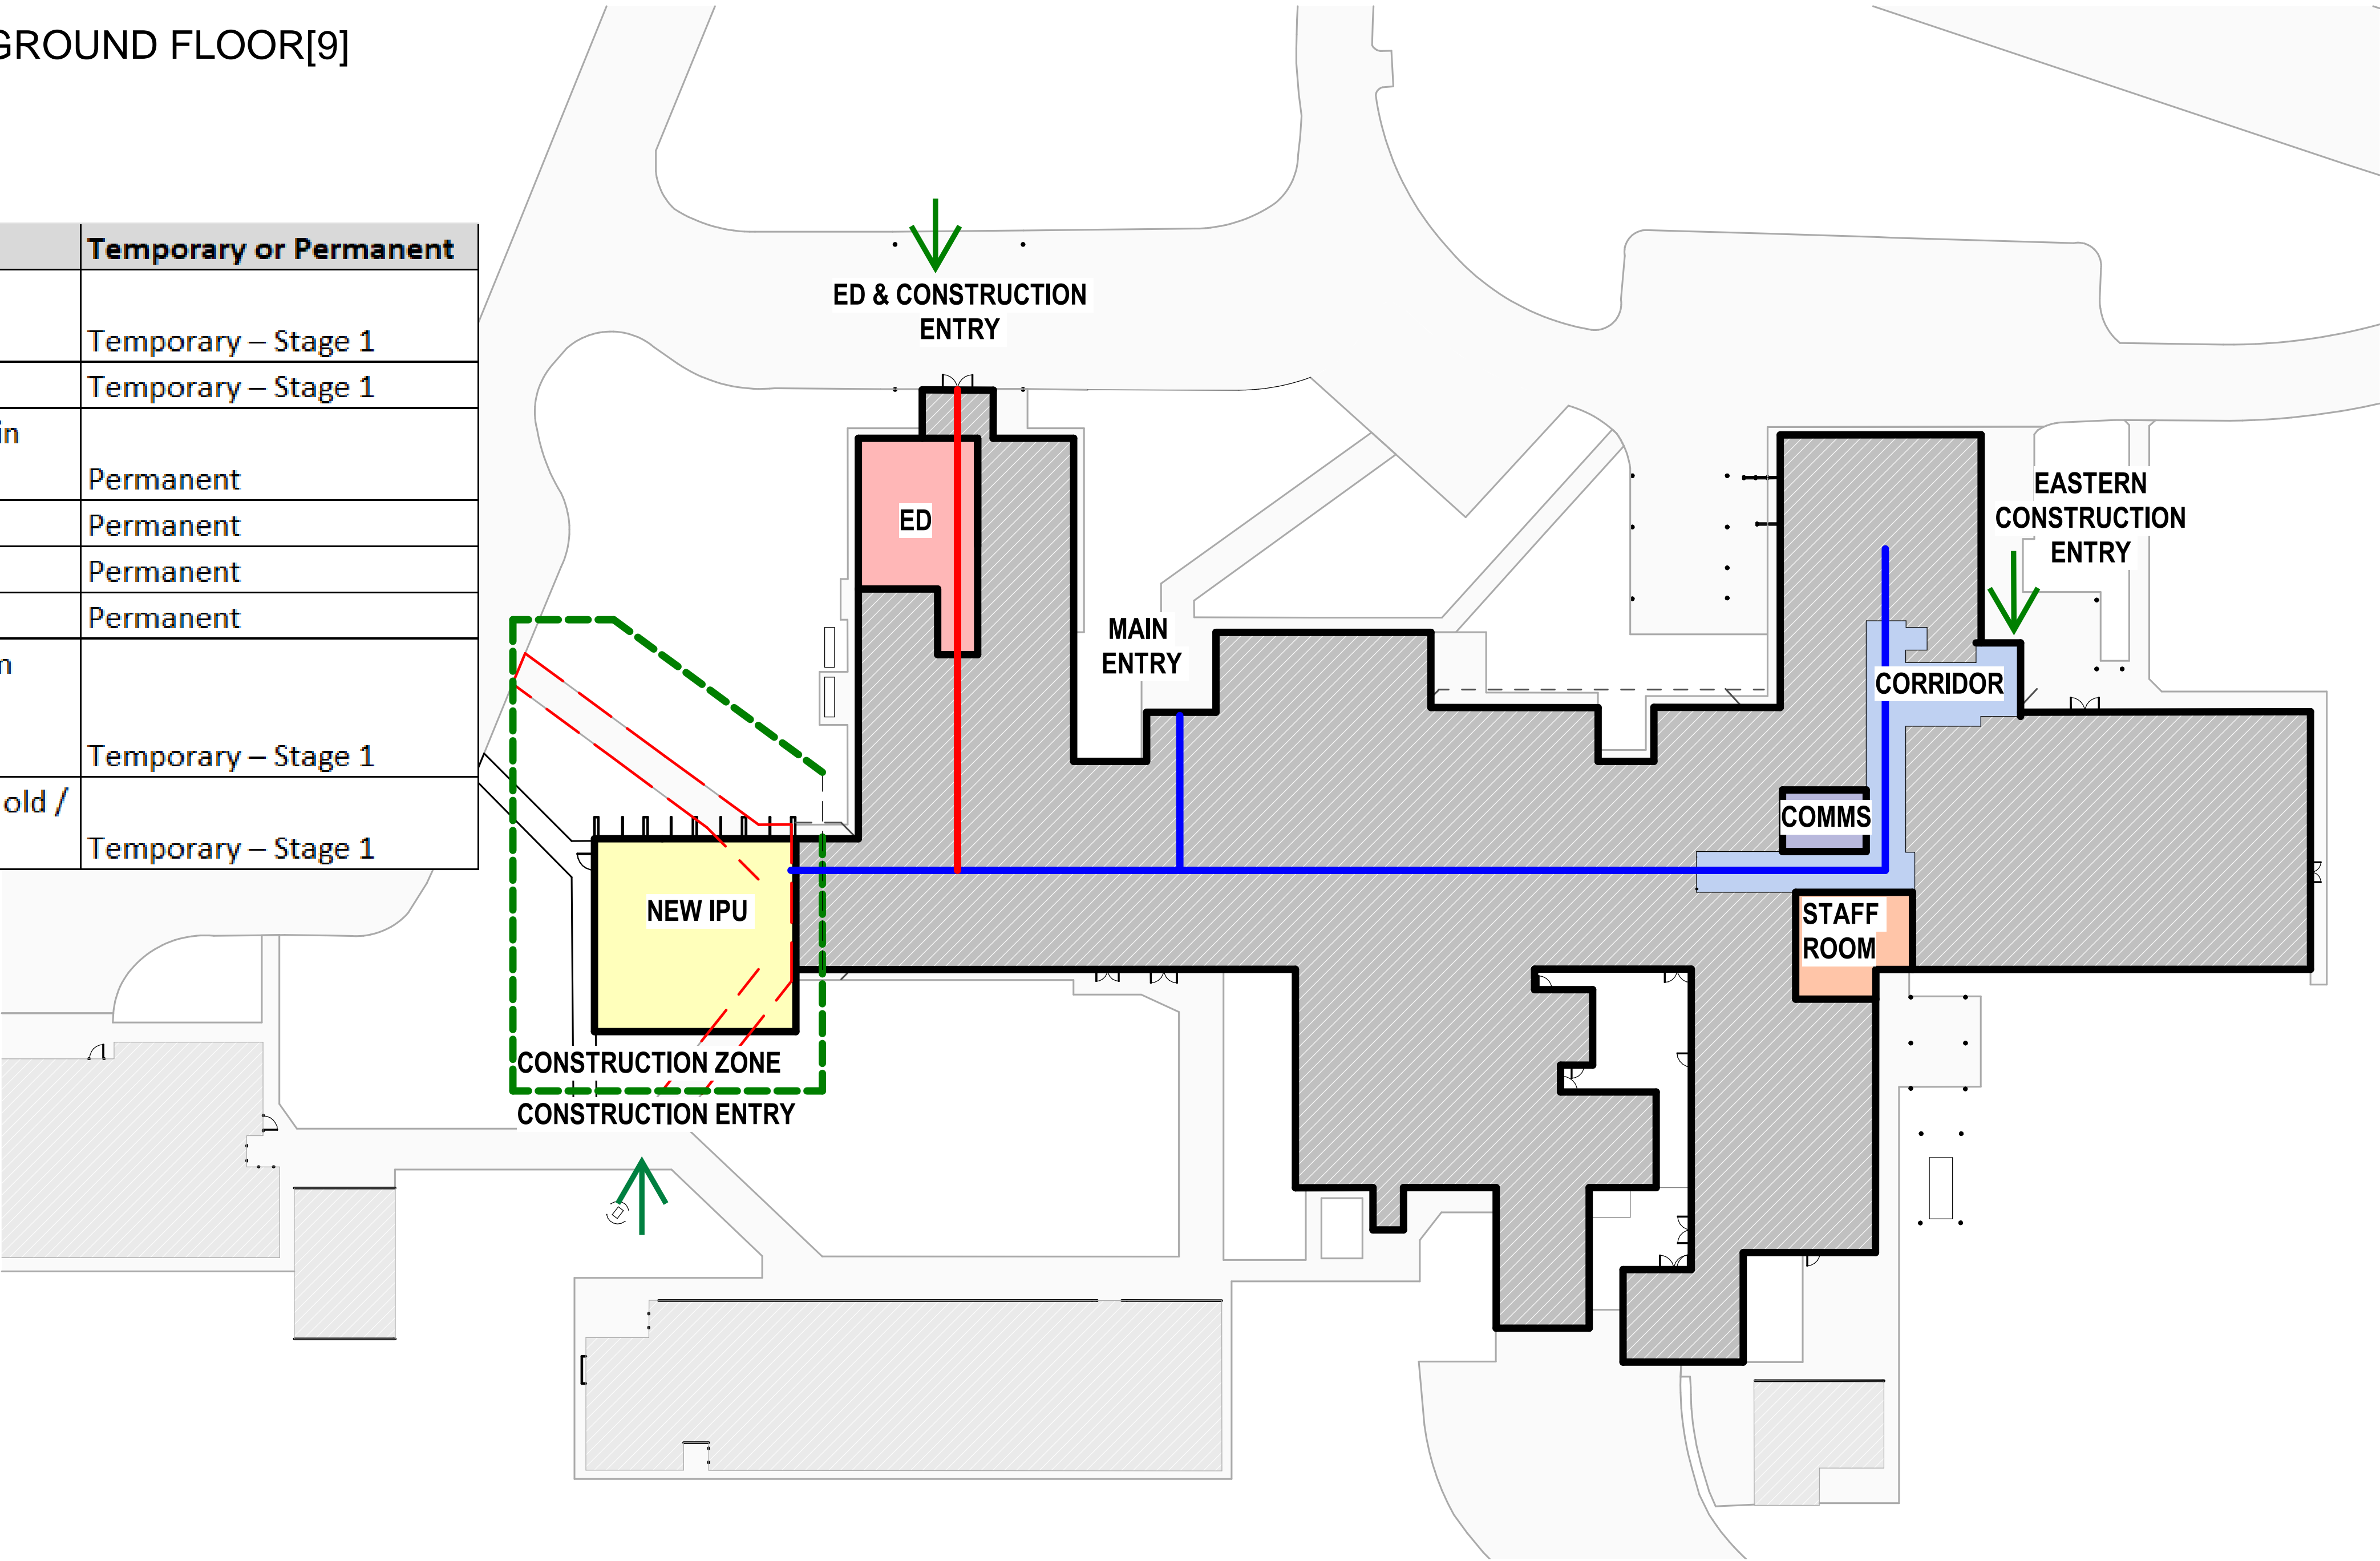 GROUND FLOOR[9]
Temporary or Permanent
Temporary – Stage 1
Temporary – Stage 1
in
Permanent
Permanent
Permanent
Permanent
Temporary – Stage 1
old /
Temporary – Stage 1
ED & CONSTRUCTION
ENTRY
ED
MAIN
ENTRY
EASTERN
CONSTRUCTION
ENTRY
CORRIDOR
COMMS
STAFF
ROOM
NEW IPU
CONSTRUCTION ZONE
CONSTRUCTION ENTRY